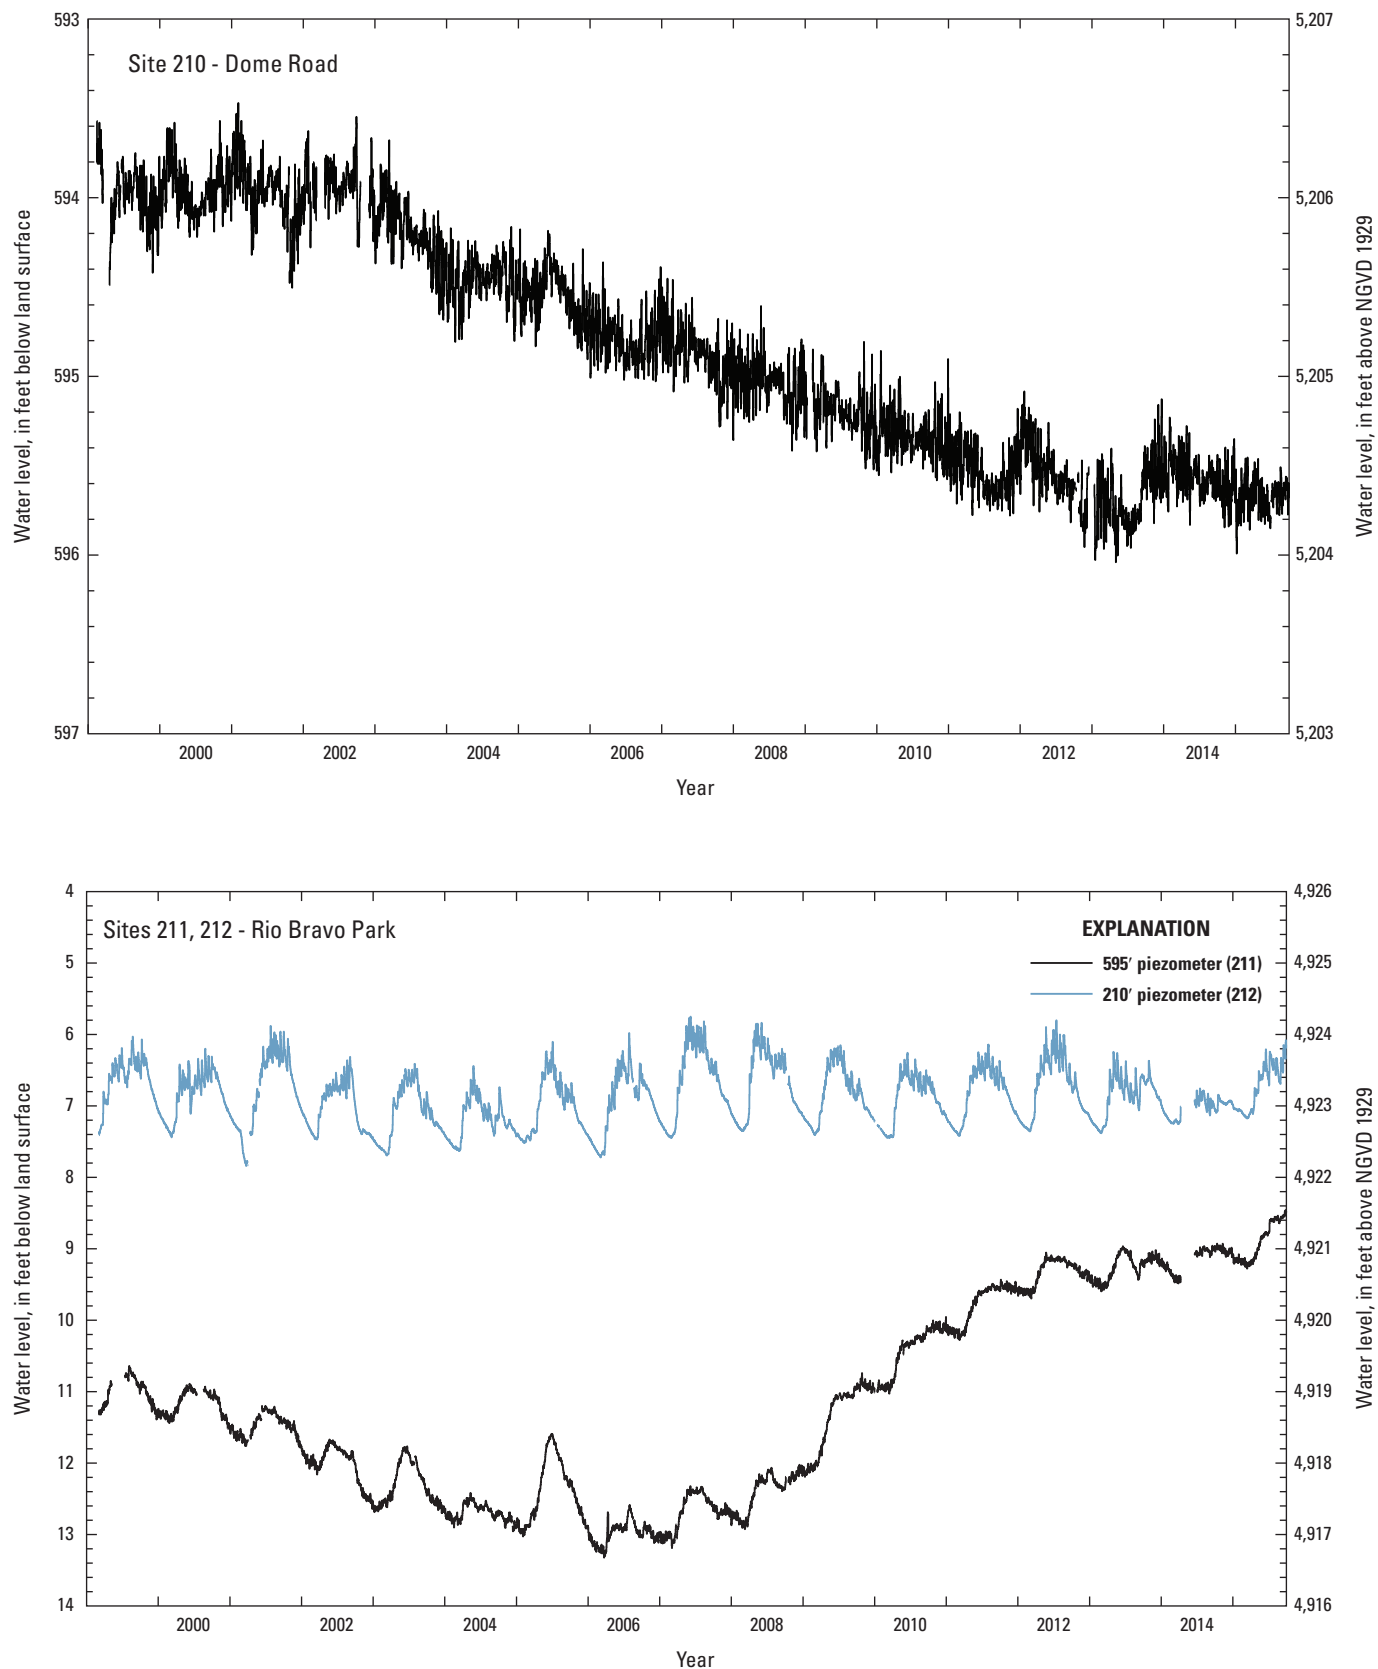 Site 210 - Dome Road
Water level, in feet below land surface
593
594
595
596
597
Water level, in feet above NGVD 1929
5,207
5,206
5,205
5,204
5,203
2000 2002 2004 2006 2008 2010 2012 2014
Year
Sites 211, 212 - Rio Bravo Park
EXPLANATION
595′ piezometer (211)
210′ piezometer (212)
Water level, in feet below land surface
4
5
6
7
8
9
10
11
12
13
14
Water level, in feet above NGVD 1929
4,926
4,925
4,924
4,923
4,922
4,921
4,920
4,919
4,918
4,917
4,916
2000 2002 2004 2006 2008 2010 2012 2014
Year